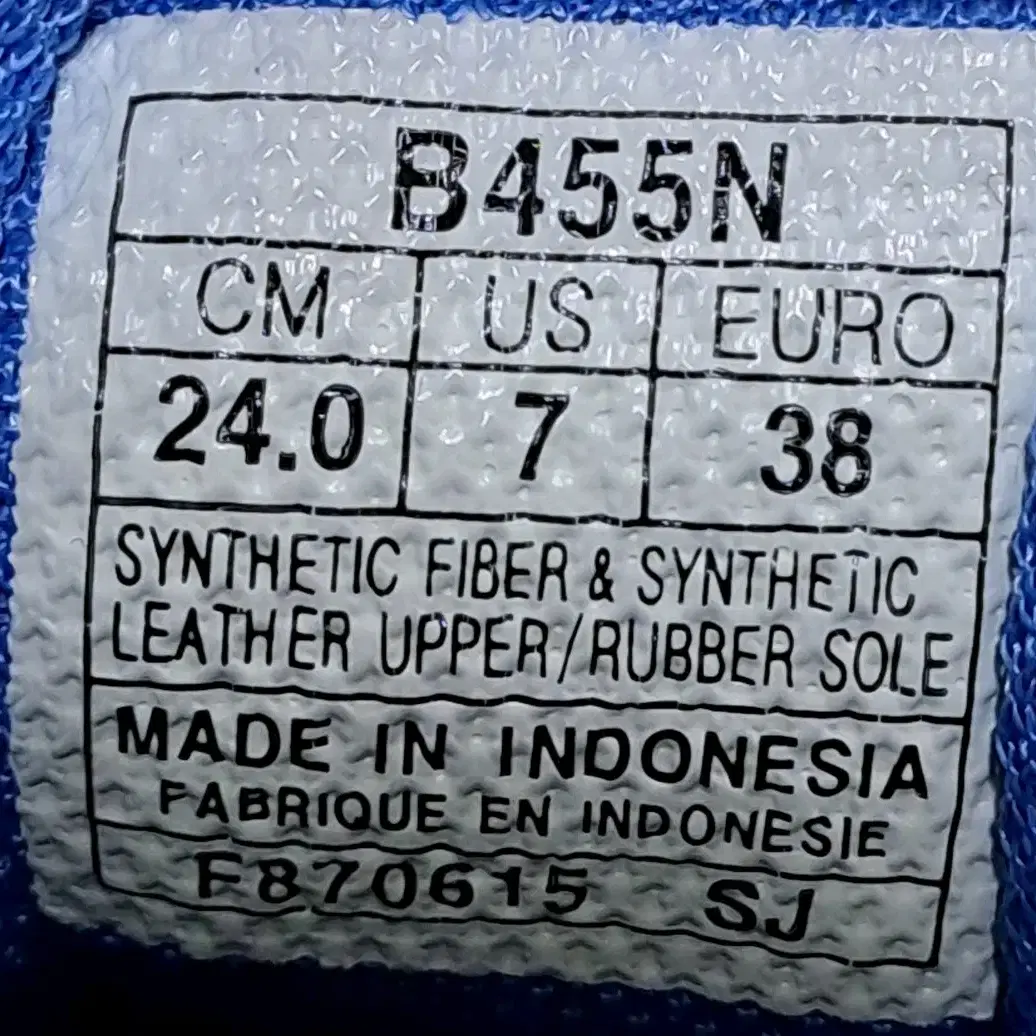 B455N
CM US EURO
24.0 7 38
SYNTHETIC FIBER & SYNTHETIC
LEATHER UPPER/RUBBER SOLE
MADE IN INDONESIA
FABRIQUE EN INDONESIE
F870615 SJ